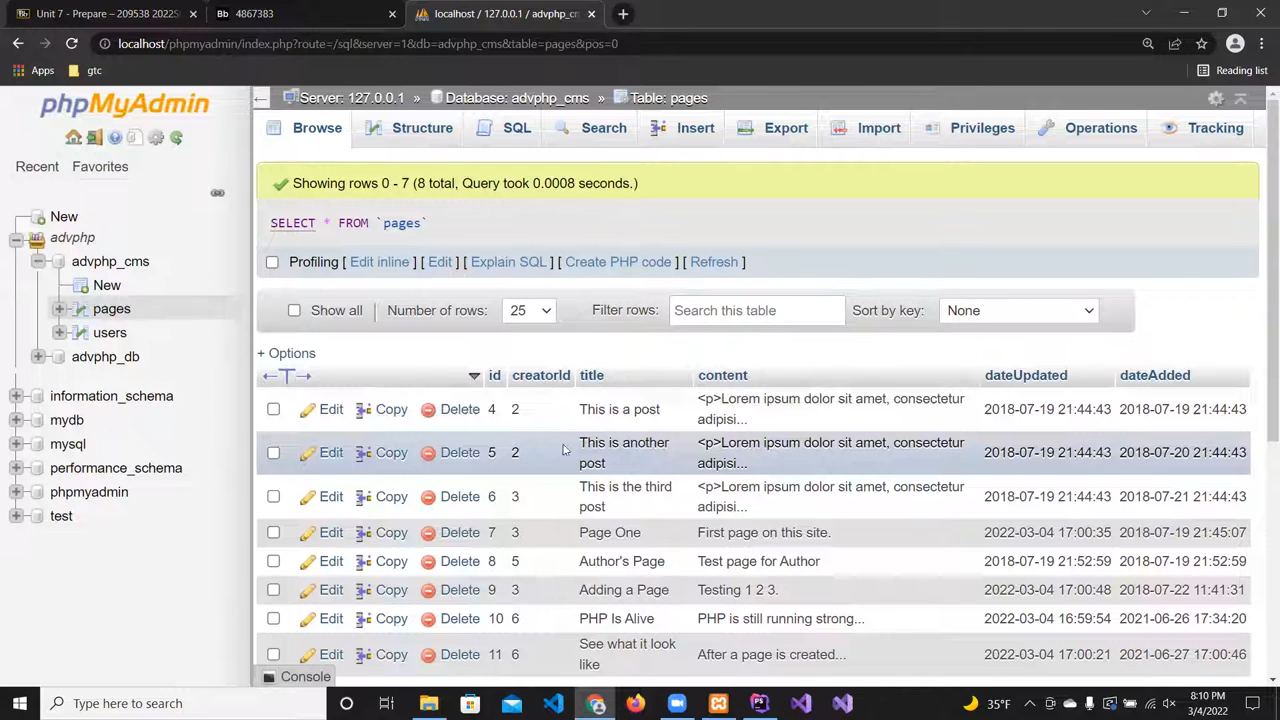 Unit 7 - Prepare – 209538 2022S
Bb 4867383
localhost / 127.0.0.1 / advphp_cm
localhost/phpmyadmin/index.php?route=/sql&server=1&db=advphp_cms&table=pages&pos=0
Apps gtc Reading list
phpMyAdmin
Recent Favorites
New
advphp
advphp_cms
New
pages
users
advphp_db
information_schema
mydb
mysql
performance_schema
phpmyadmin
test
Server: 127.0.0.1 » Database: advphp_cms » Table: pages
Browse Structure SQL Search Insert Export Import Privileges Operations Tracking
Showing rows 0 - 7 (8 total, Query took 0.0008 seconds.)
SELECT * FROM `pages`
Profiling [ Edit inline ] [ Edit ] [ Explain SQL ] [ Create PHP code ] [ Refresh ]
Show all Number of rows: 25 Filter rows: Search this table Sort by key: None
+ Options
←T→ id creatorId title content dateUpdated dateAdded
Edit Copy Delete 4 2 This is a post <p>Lorem ipsum dolor sit amet, consectetur adipisi... 2018-07-19 21:44:43 2018-07-19 21:44:43
Edit Copy Delete 5 2 This is another post <p>Lorem ipsum dolor sit amet, consectetur adipisi... 2018-07-19 21:44:43 2018-07-20 21:44:43
Edit Copy Delete 6 3 This is the third post <p>Lorem ipsum dolor sit amet, consectetur adipisi... 2018-07-19 21:44:43 2018-07-21 21:44:43
Edit Copy Delete 7 3 Page One First page on this site. 2022-03-04 17:00:35 2018-07-19 21:45:07
Edit Copy Delete 8 5 Author's Page Test page for Author 2018-07-19 21:52:59 2018-07-19 21:52:59
Edit Copy Delete 9 3 Adding a Page Testing 1 2 3. 2022-03-04 17:00:48 2018-07-22 11:41:31
Edit Copy Delete 10 6 PHP Is Alive PHP is still running strong... 2022-03-04 16:59:54 2021-06-26 17:34:20
Edit Copy Delete 11 6 See what it look like After a page is created... 2022-03-04 17:00:21 2021-06-27 17:00:46
Console
Type here to search
35°F
8:10 PM
3/4/2022